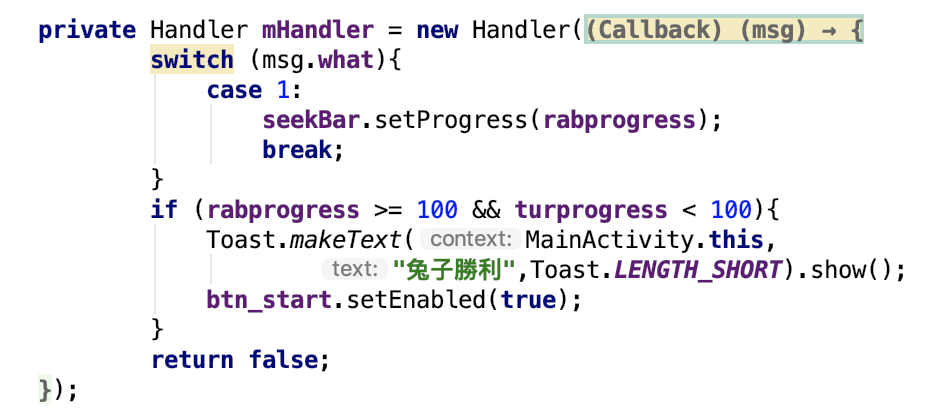 private Handler mHandler = new Handler((Callback) (msg) → {
switch (msg.what){
case 1:
seekBar.setProgress(rabprogress);
break;
}
if (rabprogress >= 100 && turprogress < 100){
Toast.makeText( context: MainActivity.this,
text: "兔子勝利",Toast.LENGTH_SHORT).show();
btn_start.setEnabled(true);
}
return false;
});